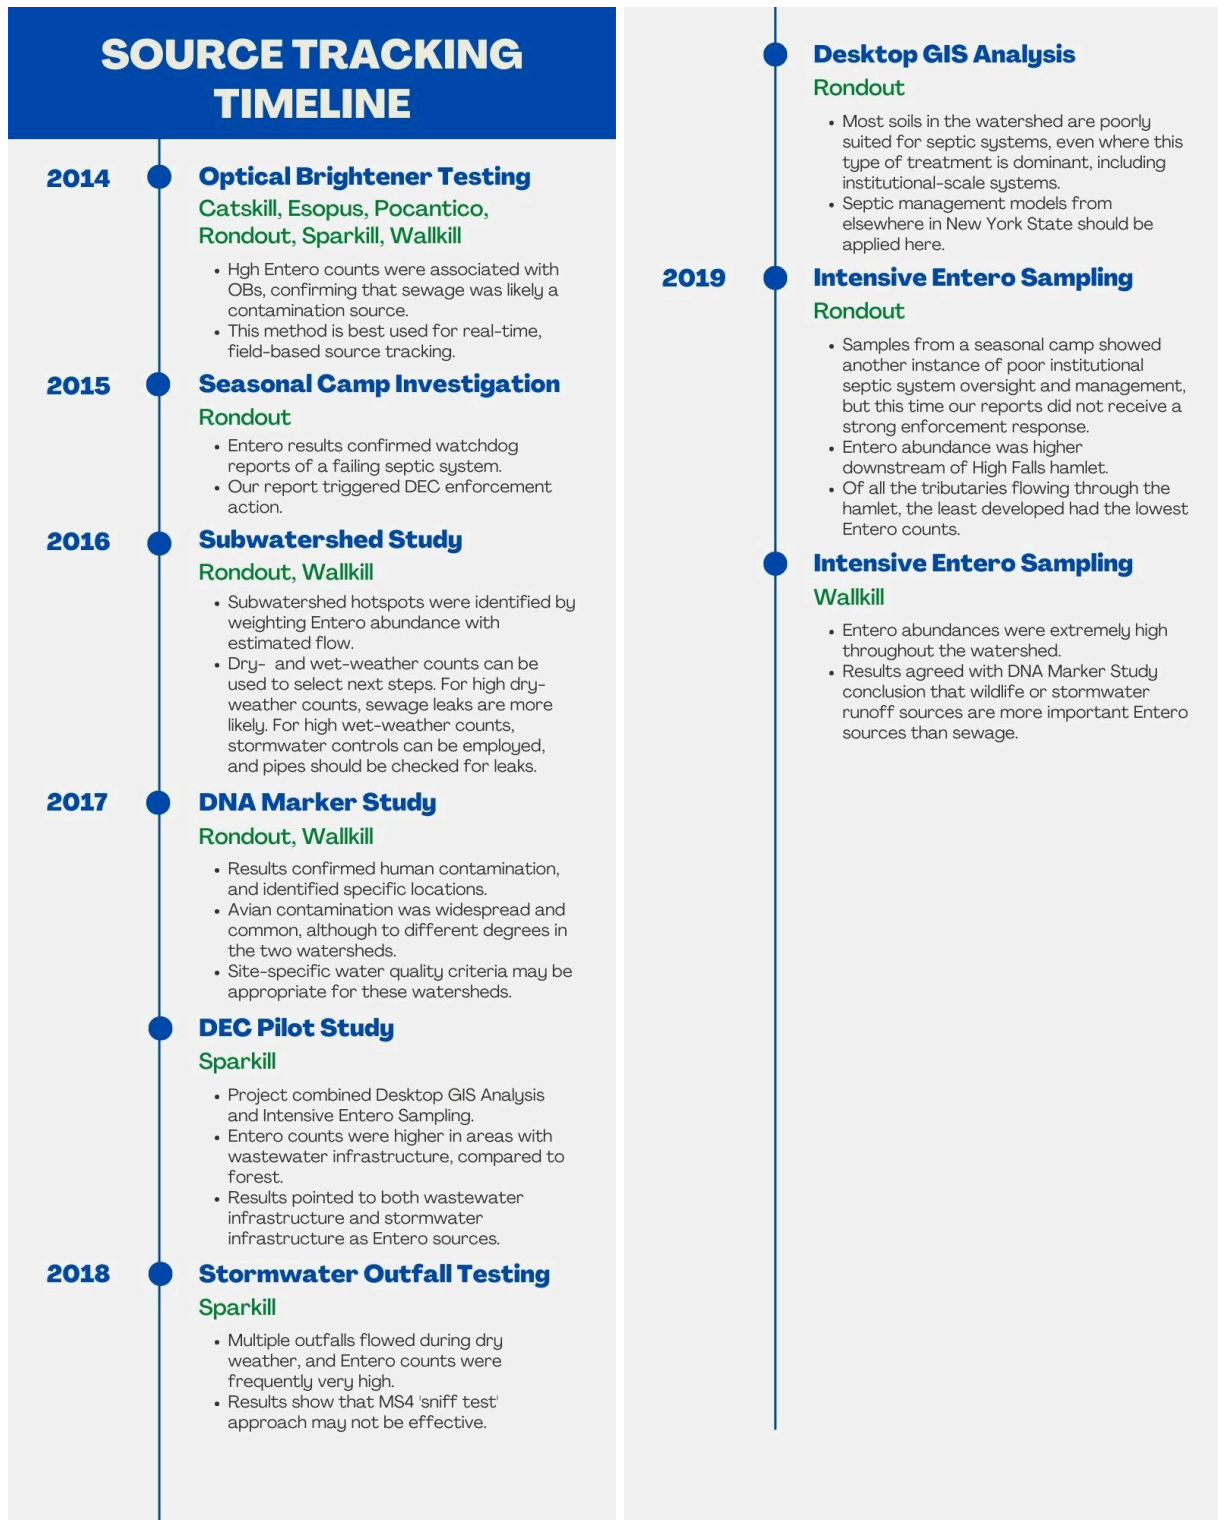 SOURCE TRACKING
TIMELINE
2014
Optical Brightener Testing
Catskill, Esopus, Pocantico,
Rondout, Sparkill, Wallkill
• Hgh Entero counts were associated with
OBs, confirming that sewage was likely a
contamination source.
• This method is best used for real-time,
field-based source tracking.
2015
Seasonal Camp Investigation
Rondout
• Entero results confirmed watchdog
reports of a failing septic system.
• Our report triggered DEC enforcement
action.
2016
Subwatershed Study
Rondout, Wallkill
• Subwatershed hotspots were identified by
weighting Entero abundance with
estimated flow.
• Dry-  and wet-weather counts can be
used to select next steps. For high dry-
weather counts, sewage leaks are more
likely. For high wet-weather counts,
stormwater controls can be employed,
and pipes should be checked for leaks.
2017
DNA Marker Study
Rondout, Wallkill
• Results confirmed human contamination,
and identified specific locations.
• Avian contamination was widespread and
common, although to different degrees in
the two watersheds.
• Site-specific water quality criteria may be
appropriate for these watersheds.
DEC Pilot Study
Sparkill
• Project combined Desktop GIS Analysis
and Intensive Entero Sampling.
• Entero counts were higher in areas with
wastewater infrastructure, compared to
forest.
• Results pointed to both wastewater
infrastructure and stormwater
infrastructure as Entero sources.
2018
Stormwater Outfall Testing
Sparkill
• Multiple outfalls flowed during dry
weather, and Entero counts were
frequently very high.
• Results show that MS4 'sniff test'
approach may not be effective.
Desktop GIS Analysis
Rondout
• Most soils in the watershed are poorly
suited for septic systems, even where this
type of treatment is dominant, including
institutional-scale systems.
• Septic management models from
elsewhere in New York State should be
applied here.
2019
Intensive Entero Sampling
Rondout
• Samples from a seasonal camp showed
another instance of poor institutional
septic system oversight and management,
but this time our reports did not receive a
strong enforcement response.
• Entero abundance was higher
downstream of High Falls hamlet.
• Of all the tributaries flowing through the
hamlet, the least developed had the lowest
Entero counts.
Intensive Entero Sampling
Wallkill
• Entero abundances were extremely high
throughout the watershed.
• Results agreed with DNA Marker Study
conclusion that wildlife or stormwater
runoff sources are more important Entero
sources than sewage.